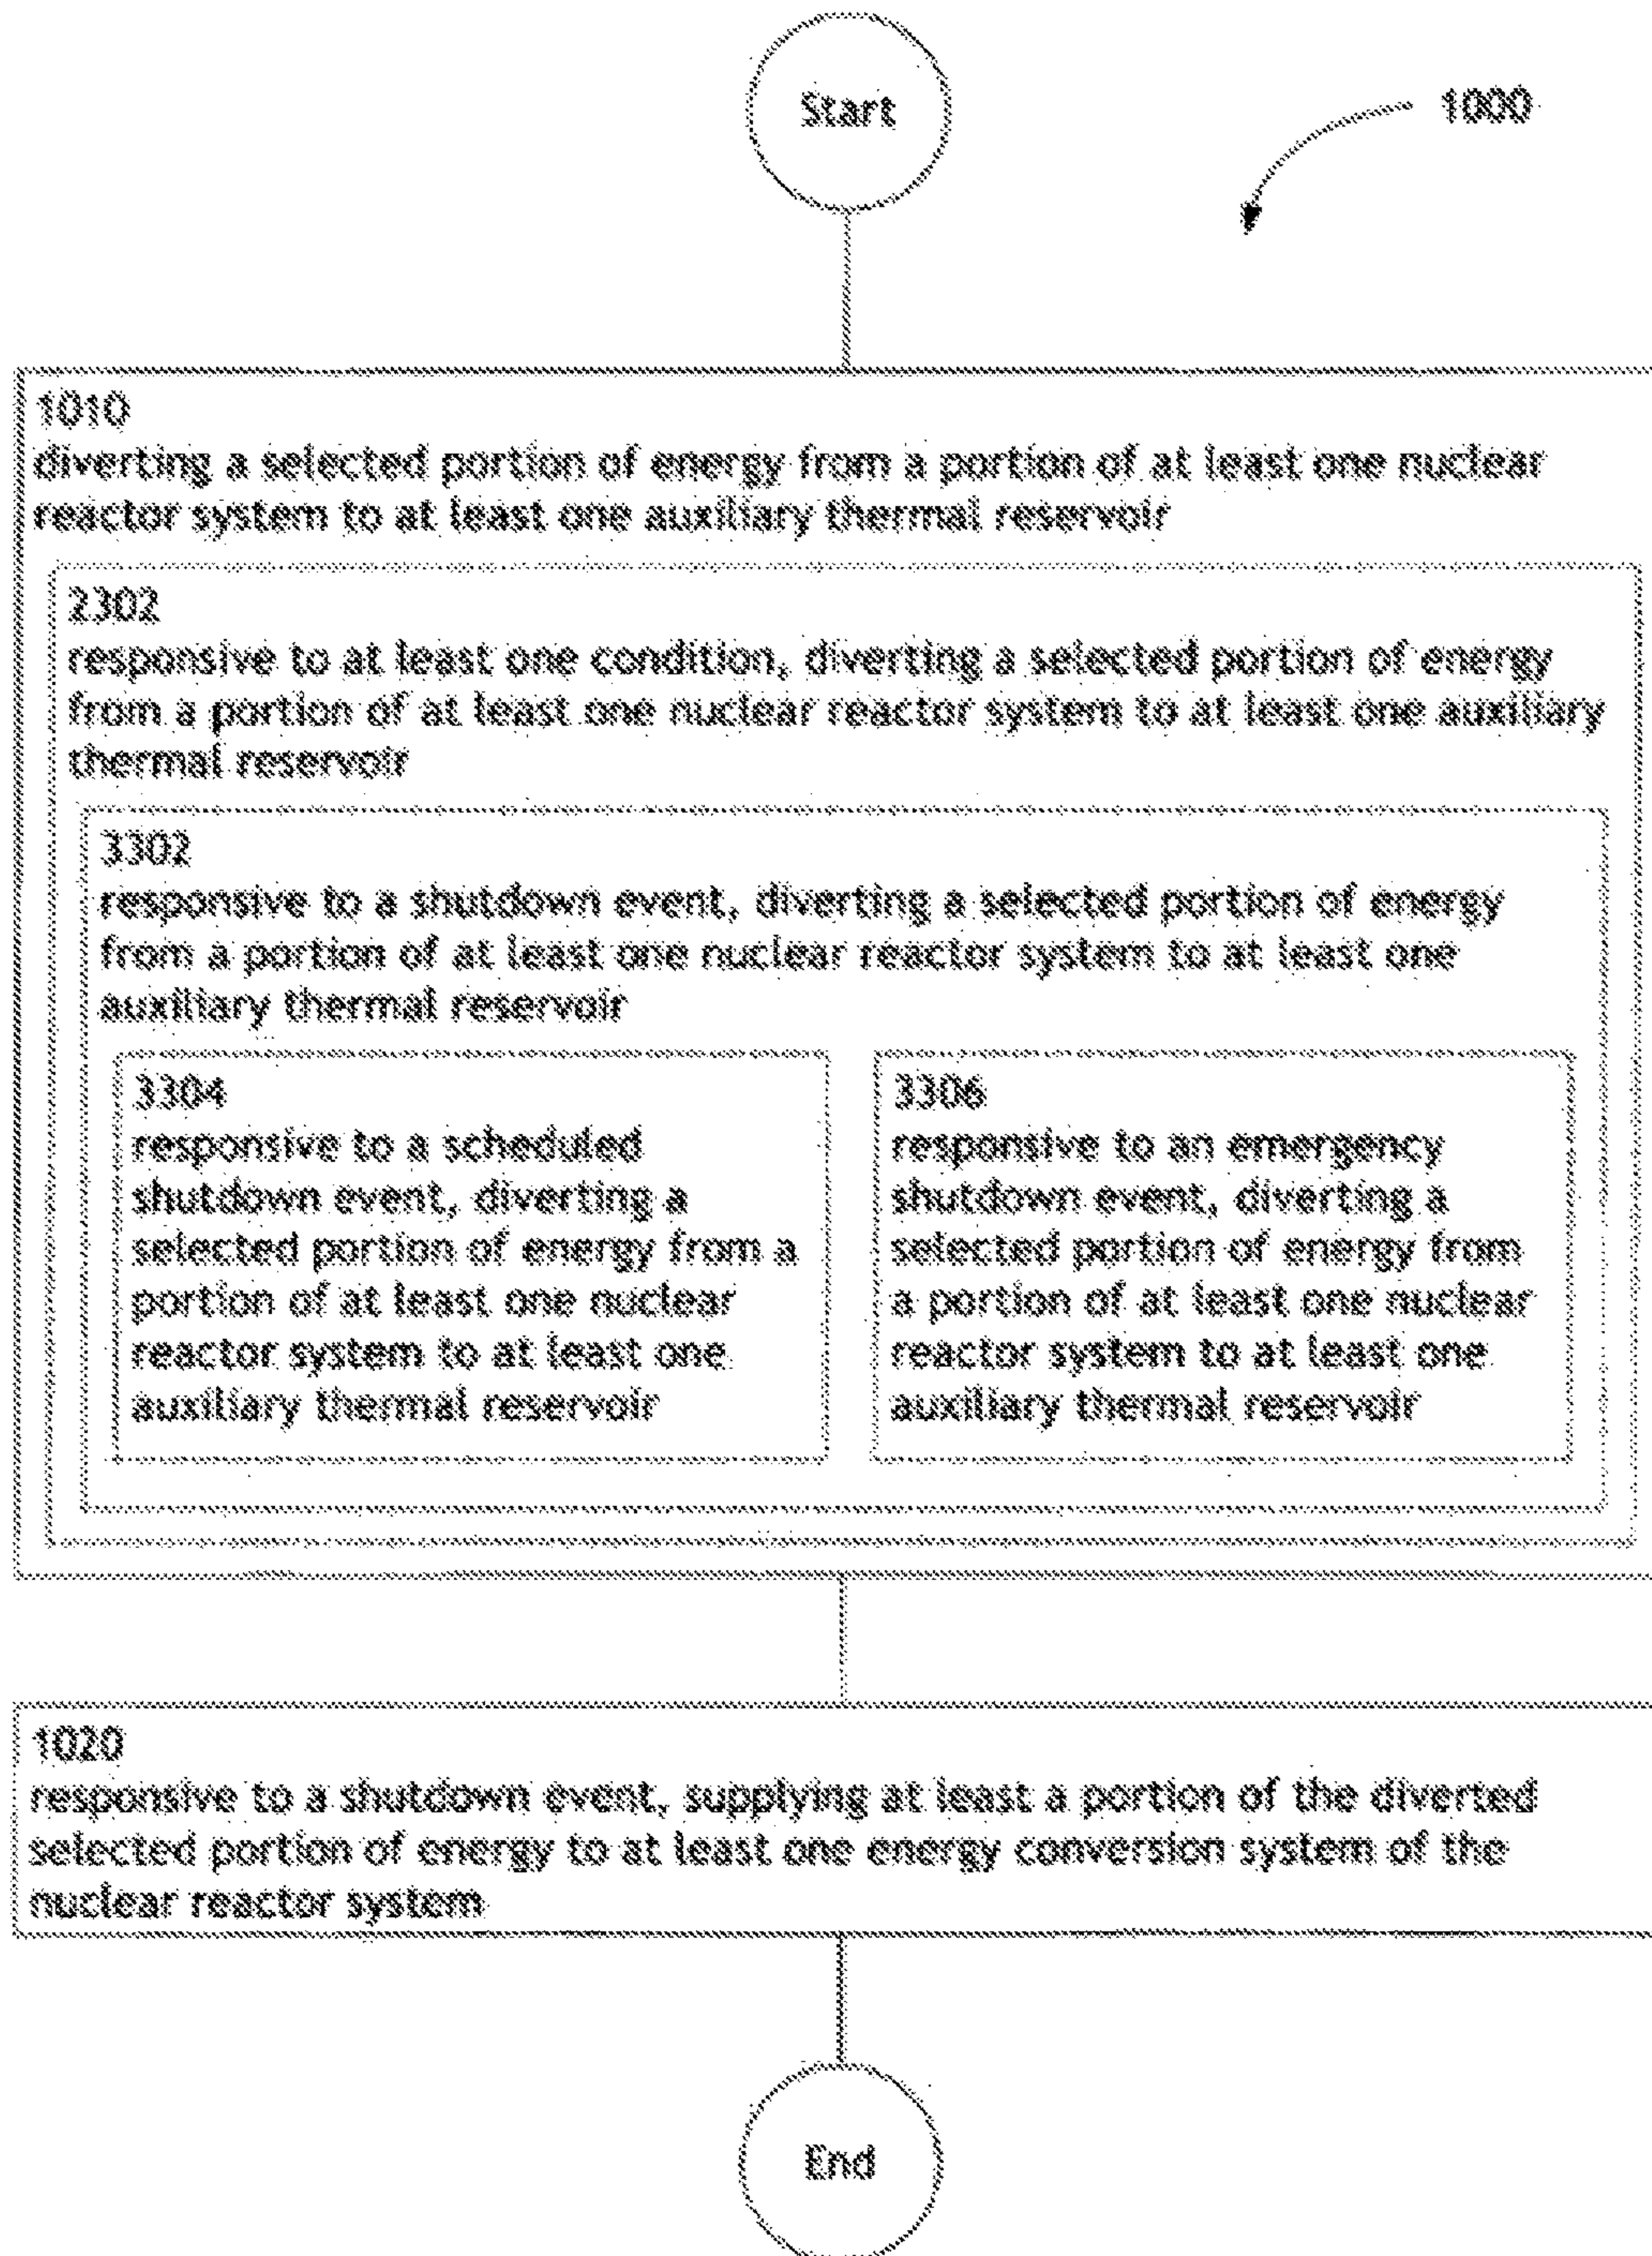 Start
1000
1010
diverting a selected portion of energy from a portion of at least one nuclear
reactor system to at least one auxiliary thermal reservoir
2302
responsive to at least one condition, diverting a selected portion of energy
from a portion of at least one nuclear reactor system to at least one auxiliary
thermal reservoir
3302
responsive to a shutdown event, diverting a selected portion of energy
from a portion of at least one nuclear reactor system to at least one
auxiliary thermal reservoir
3304
responsive to a scheduled
shutdown event, diverting a
selected portion of energy from a
portion of at least one nuclear
reactor system to at least one
auxiliary thermal reservoir
3306
responsive to an emergency
shutdown event, diverting a
selected portion of energy from
a portion of at least one nuclear
reactor system to at least one
auxiliary thermal reservoir
1020
responsive to a shutdown event, supplying at least a portion of the diverted
selected portion of energy to at least one energy conversion system of the
nuclear reactor system
End